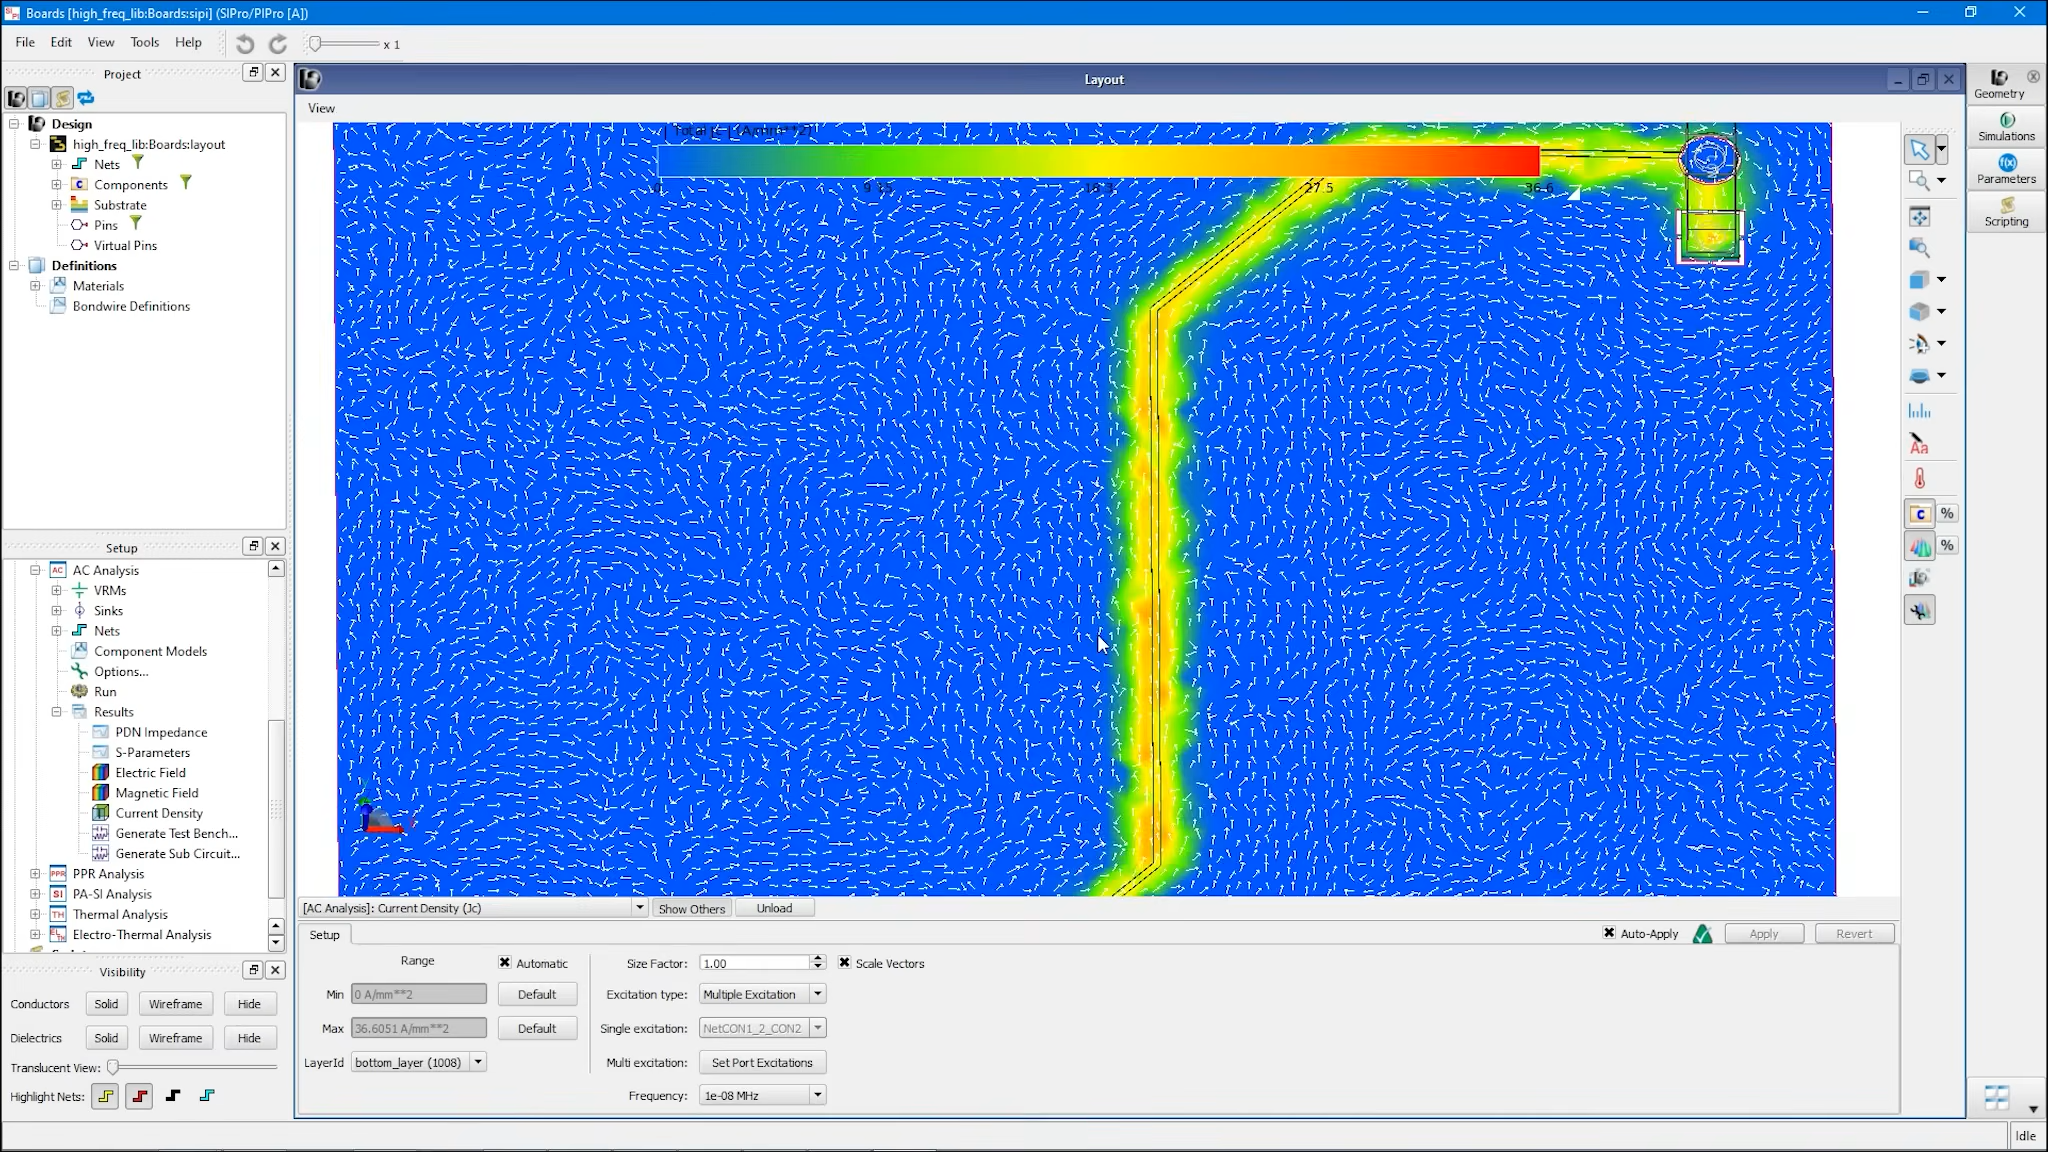 Boards [high_freq_lib:Boards:sipi] (SIPro/PIPro [A])
File Edit View Tools Help x 1
Project
Design
high_freq_lib:Boards:layout
Nets
Components
Substrate
Pins
Virtual Pins
Definitions
Materials
Bondwire Definitions
Setup
AC Analysis
VRMs
Sinks
Nets
Component Models
Options...
Run
Results
PDN Impedance
S-Parameters
Electric Field
Magnetic Field
Current Density
Generate Test Bench...
Generate Sub Circuit...
PPR Analysis
PA-SI Analysis
Thermal Analysis
Electro-Thermal Analysis
Visibility
Conductors Solid Wireframe Hide
Dielectrics Solid Wireframe Hide
Translucent View:
Highlight Nets:
Layout
View
0 9.15 18.3 27.5 36.6
[AC Analysis]: Current Density (Jc) Show Others Unload
Setup Auto-Apply Apply Revert
Range Automatic
Min 0 A/mm**2 Default
Max 36.6051 A/mm**2 Default
LayerId bottom_layer (1008)
Size Factor: 1.00 Scale Vectors
Excitation type: Multiple Excitation
Single excitation: NetCON1_2_CON2
Multi excitation: Set Port Excitations
Frequency: 1e-08 MHz
Geometry
Simulations
f(x)
Parameters
Scripting
Aa
C %
%
Idle